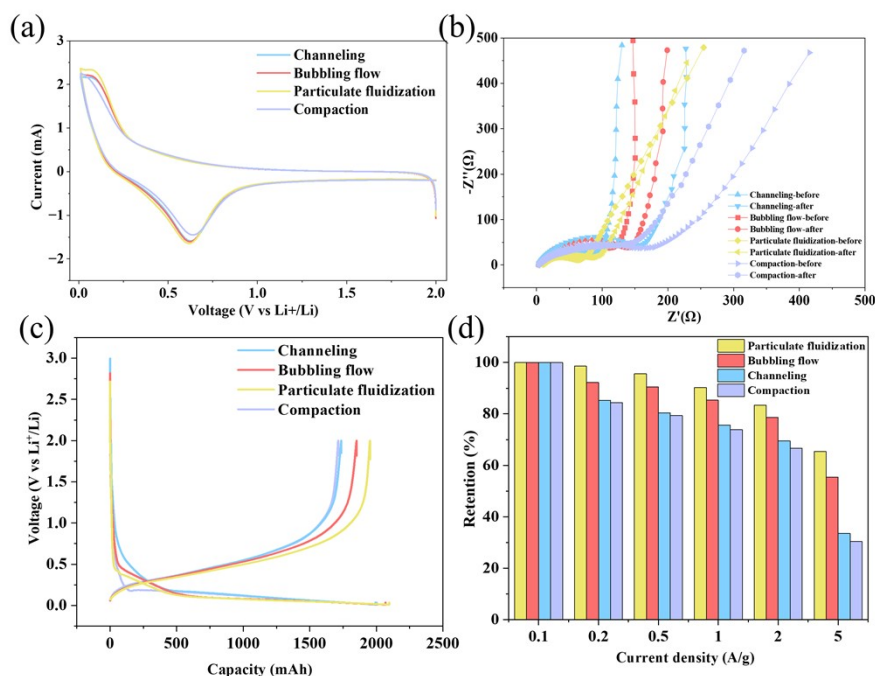 (a)
Channeling
Bubbling flow
Particulate fluidization
Compaction
3
2
1
0
−1
−2
Current (mA)
0.0 0.5 1.0 1.5 2.0
Voltage (V vs Li+/Li)
(b)
500
400
300
200
100
0
-Z''(Ω)
Channeling-before
Channeling-after
Bubbling flow-before
Bubbling flow-after
Particulate fluidization-before
Particulate fluidization-after
Compaction-before
Compaction-after
0 100 200 300 400 500
Z'(Ω)
(c)
Channeling
Bubbling flow
Particulate fluidization
Compaction
3.0
2.5
2.0
1.5
1.0
0.5
0.0
Voltage (V vs Li⁺/Li)
0 500 1000 1500 2000 2500
Capacity (mAh)
(d)
Particulate fluidization
Bubbling flow
Channeling
Compaction
100
80
60
40
20
0
Retention (%)
0.1 0.2 0.5 1 2 5
Current density (A/g)